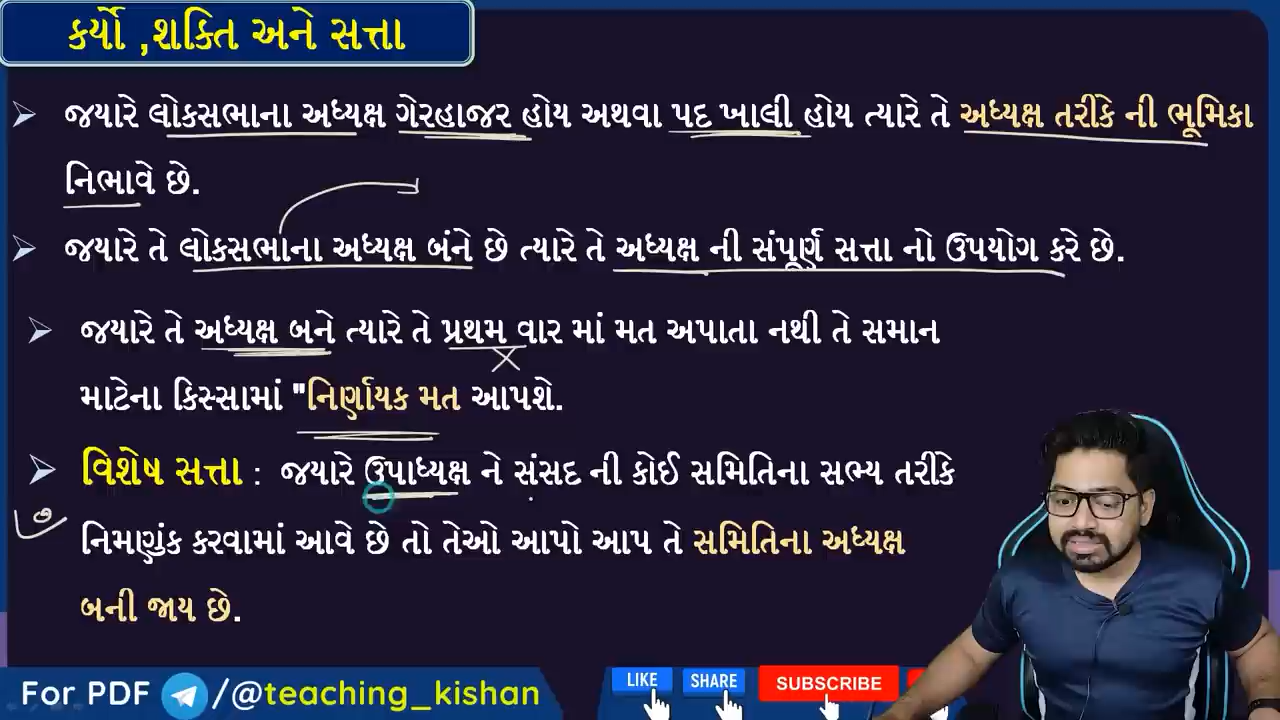 કર્યો ,શક્તિ અને સત્તા
જયારે લોકસભાના અધ્યક્ષ ગેરહાજર હોય અથવા પદ ખાલી હોય ત્યારે તે અધ્યક્ષ તરીકે ની ભૂમિકા
નિભાવે છે.
જયારે તે લોકસભાના અધ્યક્ષ બંને છે ત્યારે તે અધ્યક્ષ ની સંપૂર્ણ સત્તા નો ઉપયોગ કરે છે.
જયારે તે અધ્યક્ષ બને ત્યારે તે પ્રથમ વાર માં મત અપાતા નથી તે સમાન
માટેના કિસ્સામાં "નિર્ણાયક મત આપશે.
વિશેષ સત્તા : જયારે ઉપાધ્યક્ષ ને સંસદ ની કોઈ સમિતિના સભ્ય તરીકે
નિમણુંક કરવામાં આવે છે તો તેઓ આપો આપ તે સમિતિના અધ્યક્ષ
બની જાય છે.
For PDF /@teaching_kishan
LIKE SHARE SUBSCRIBE